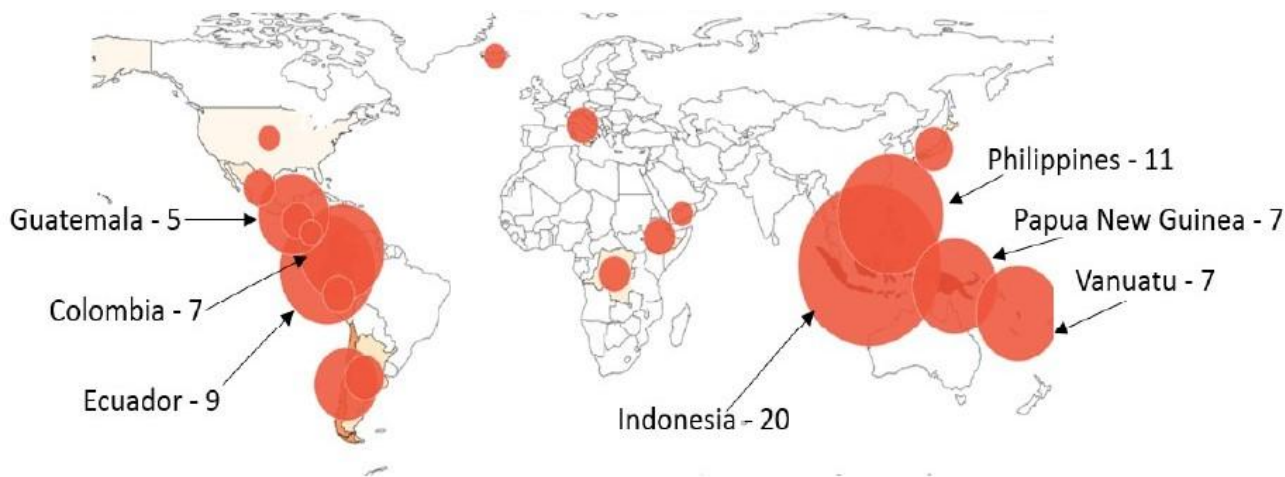 Guatemala - 5
Colombia - 7
Ecuador - 9
Philippines - 11
Papua New Guinea - 7
Vanuatu - 7
Indonesia - 20